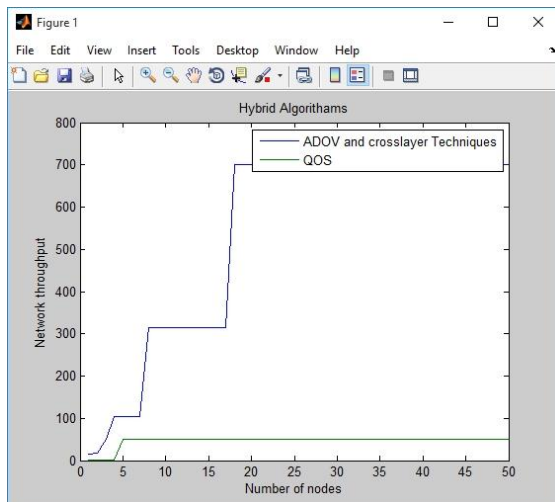 Figure 1
File Edit View Insert Tools Desktop Window Help
Hybrid Algorithams
800
700
600
500
400
300
200
100
0
Network throughput
ADOV and crosslayer Techniques
QOS
0 5 10 15 20 25 30 35 40 45 50
Number of nodes